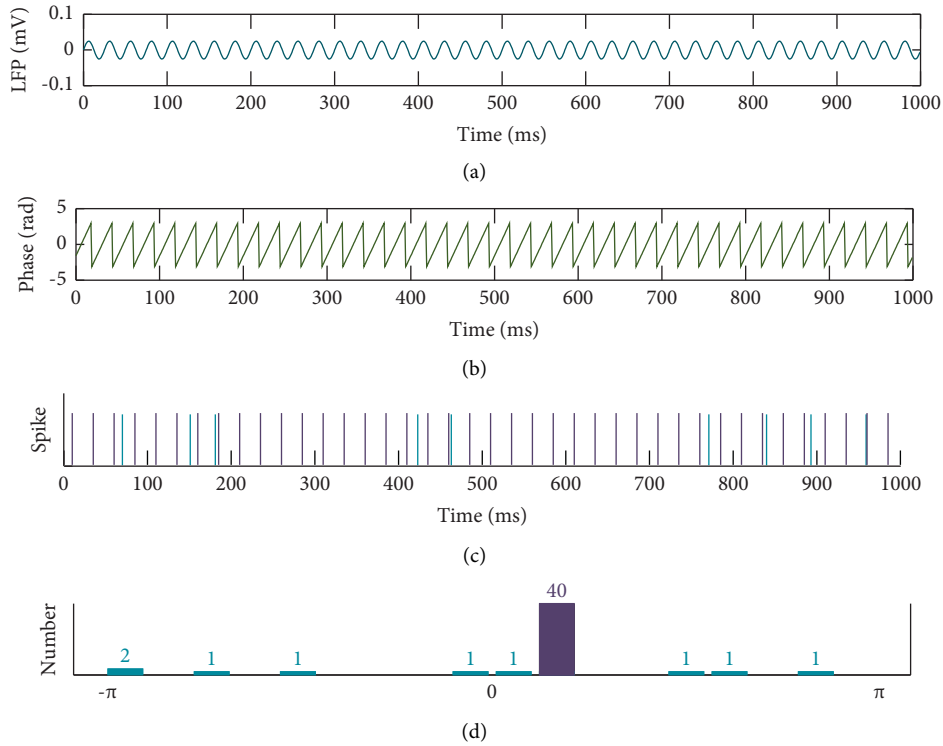 LFP (mV)
0.1
0
-0.1
0 100 200 300 400 500 600 700 800 900 1000
Time (ms)
(a)
Phase (rad)
5
0
-5
0 100 200 300 400 500 600 700 800 900 1000
Time (ms)
(b)
Spike
0 100 200 300 400 500 600 700 800 900 1000
Time (ms)
(c)
Number
40
2 1 1 1 1 1 1 1
-π 0 π
(d)